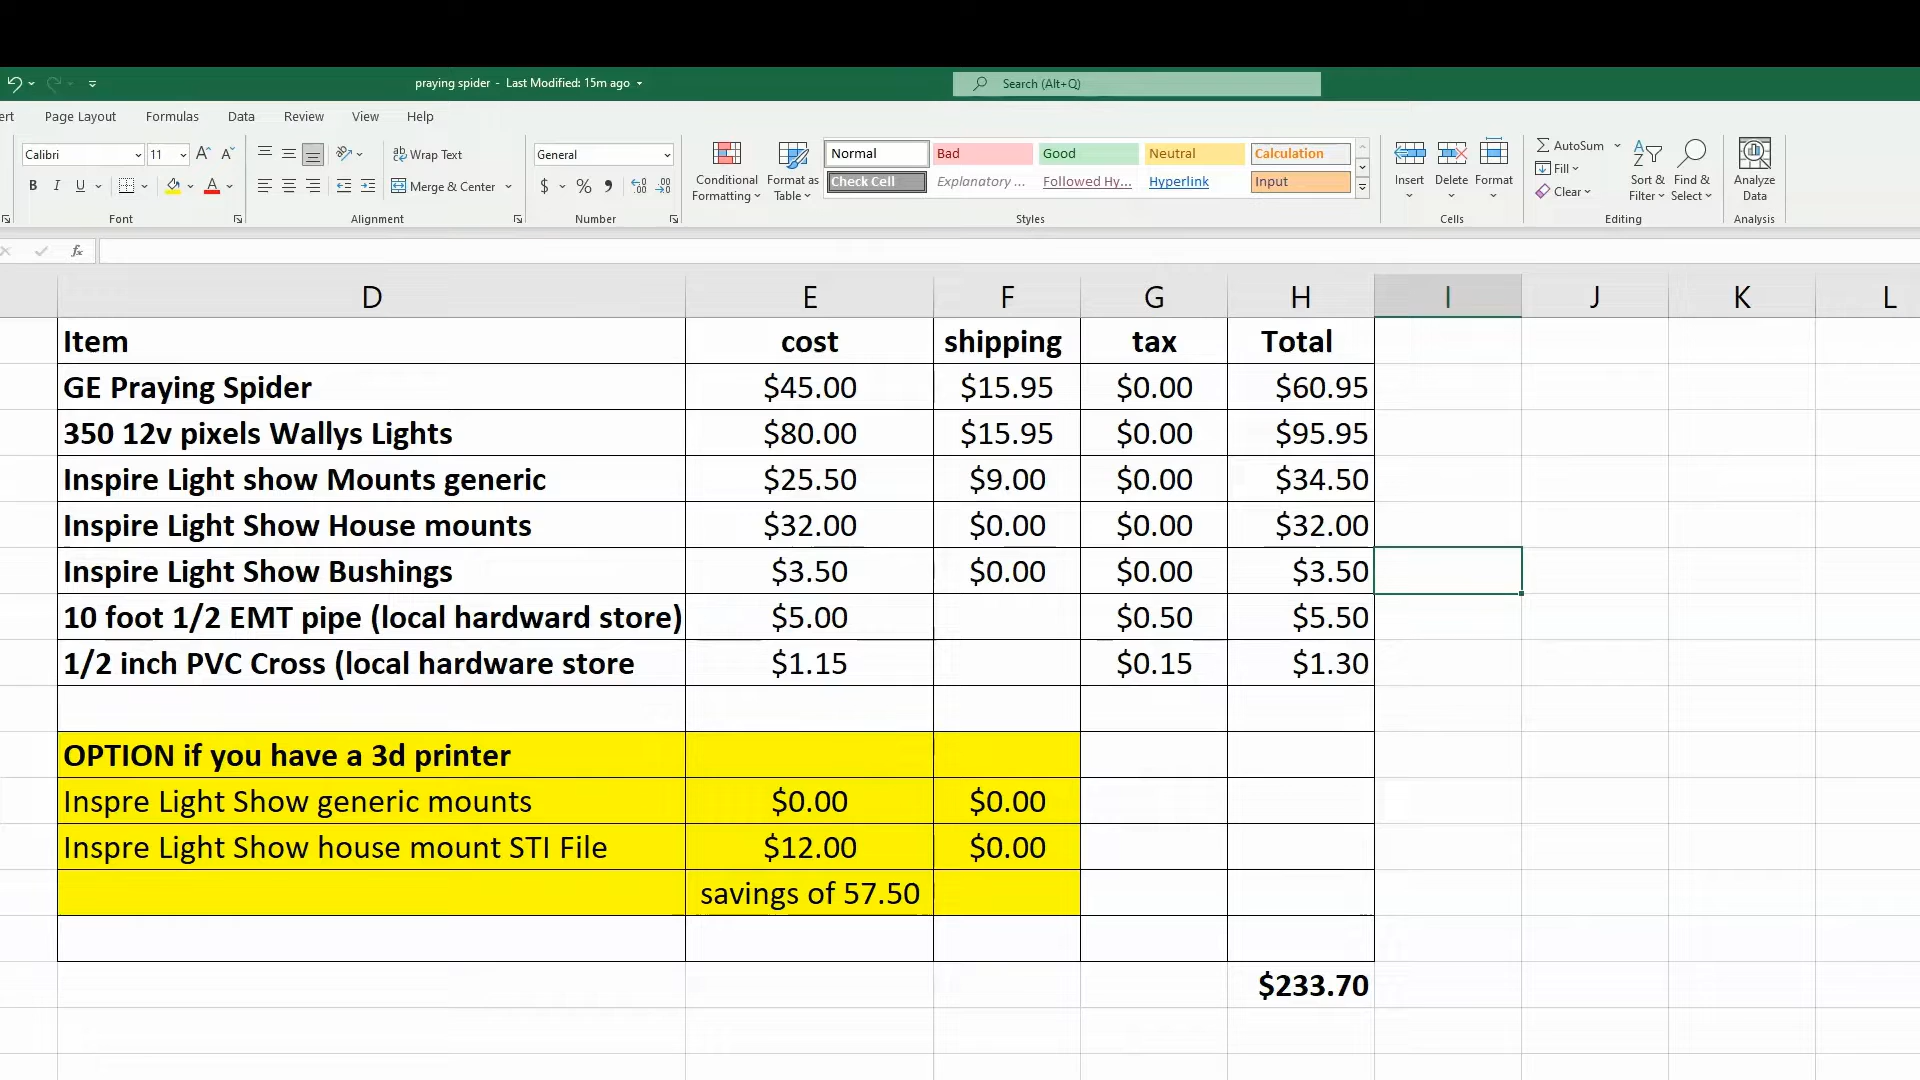 praying spider - Last Modified: 15m ago
Search (Alt+Q)
ert Page Layout Formulas Data Review View Help
Calibri 11 Wrap Text General Normal Bad Good Neutral Calculation
Conditional Formatting Format as Table Check Cell Explanatory ... Followed Hy... Hyperlink Input
B I U Merge & Center $ % Insert Delete Format AutoSum Fill Clear Sort & Filter Find & Select Analyze Data
Font Alignment Number Styles Cells Editing Analysis
fx
D E F G H I J K L
Item cost shipping tax Total
GE Praying Spider $45.00 $15.95 $0.00 $60.95
350 12v pixels Wallys Lights $80.00 $15.95 $0.00 $95.95
Inspire Light show Mounts generic $25.50 $9.00 $0.00 $34.50
Inspire Light Show House mounts $32.00 $0.00 $0.00 $32.00
Inspire Light Show Bushings $3.50 $0.00 $0.00 $3.50
10 foot 1/2 EMT pipe (local hardward store) $5.00 $0.50 $5.50
1/2 inch PVC Cross (local hardware store $1.15 $0.15 $1.30
OPTION if you have a 3d printer
Inspre Light Show generic mounts $0.00 $0.00
Inspre Light Show house mount STI File $12.00 $0.00
savings of 57.50
$233.70